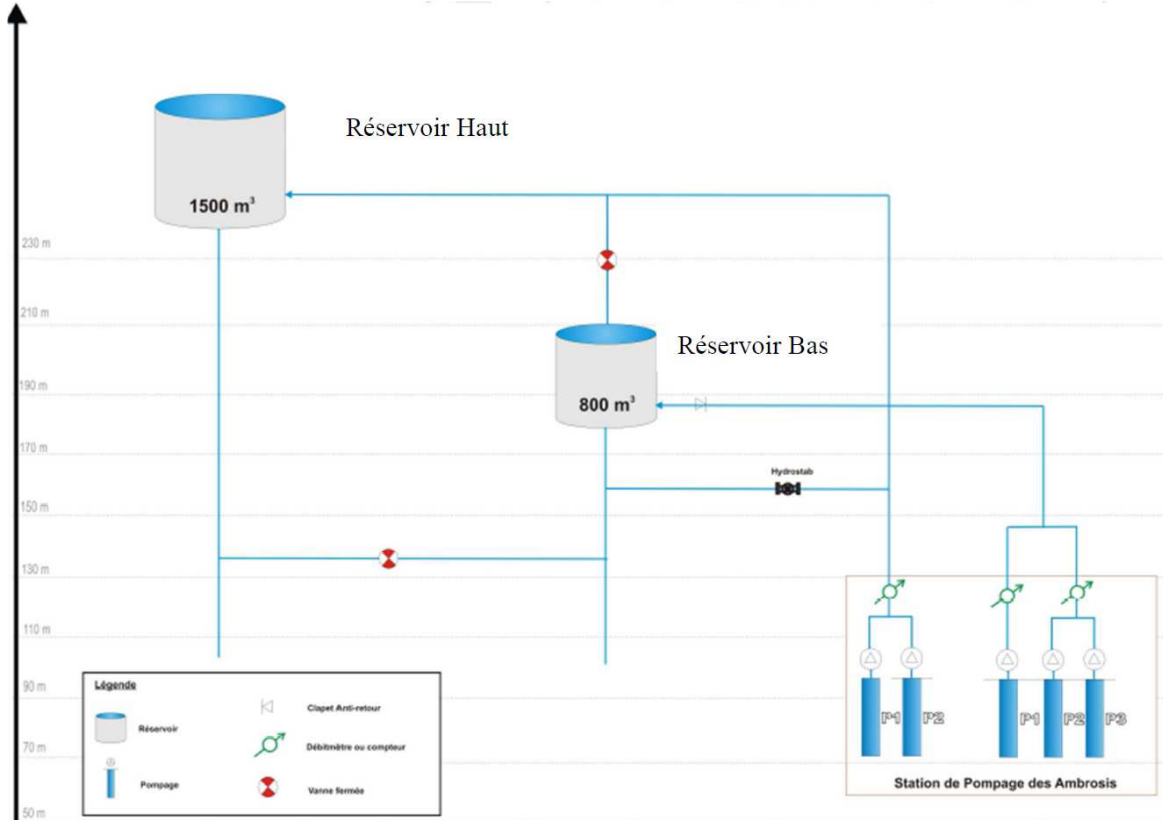 Réservoir Haut
1500 m³
230 m
210 m
Réservoir Bas
190 m
800 m³
170 m
Hydrostab
150 m
130 m
110 m
90 m
70 m
50 m
P1
P2
P1
P2
P3
Station de Pompage des Ambrosis
Légende
Réservoir
Pompage
Clapet Anti-retour
Débitmètre ou compteur
Vanne fermée